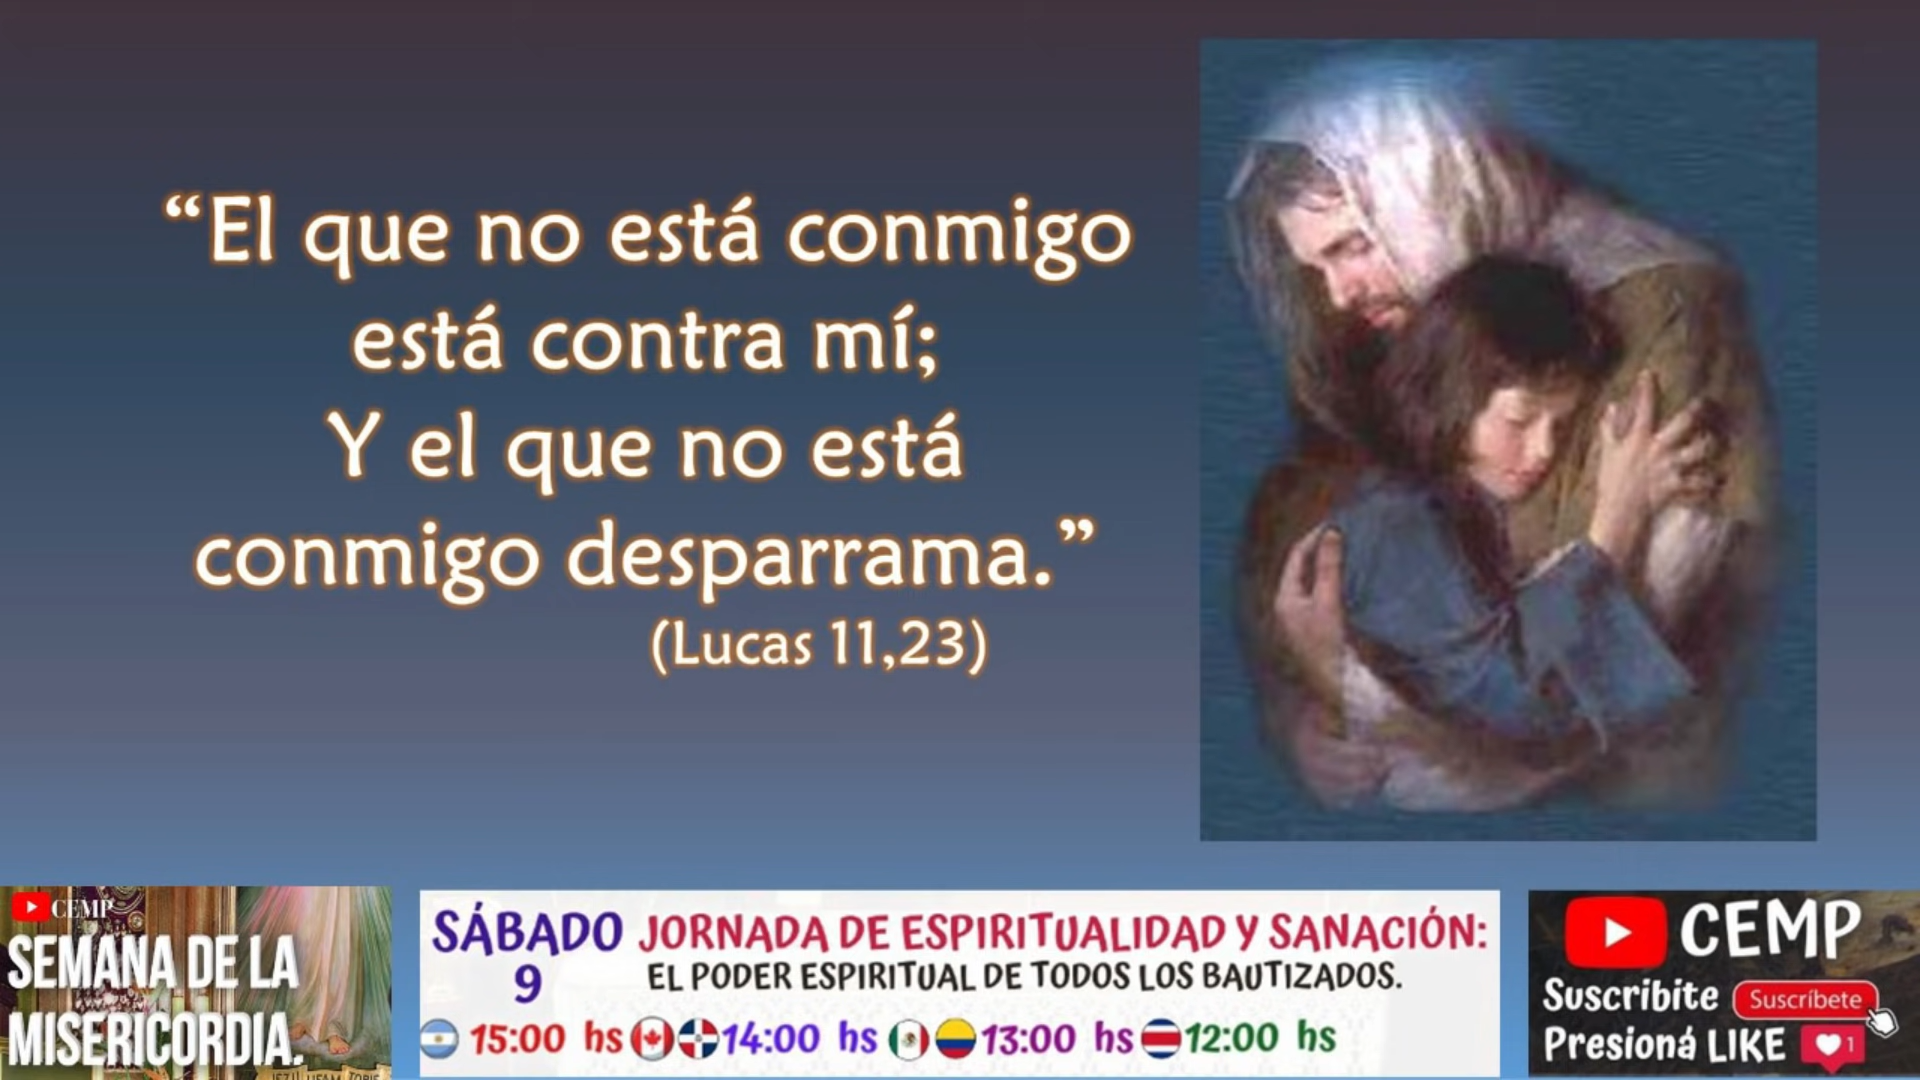 “El que no está conmigo
está contra mí;
Y el que no está
conmigo desparrama.”
(Lucas 11,23)
CEMP
SEMANA DE LA
MISERICORDIA.
SÁBADO
9
JORNADA DE ESPIRITUALIDAD Y SANACIÓN:
EL PODER ESPIRITUAL DE TODOS LOS BAUTIZADOS.
15:00 hs 14:00 hs 13:00 hs 12:00 hs
CEMP
Suscribite Suscríbete
Presioná LIKE 1